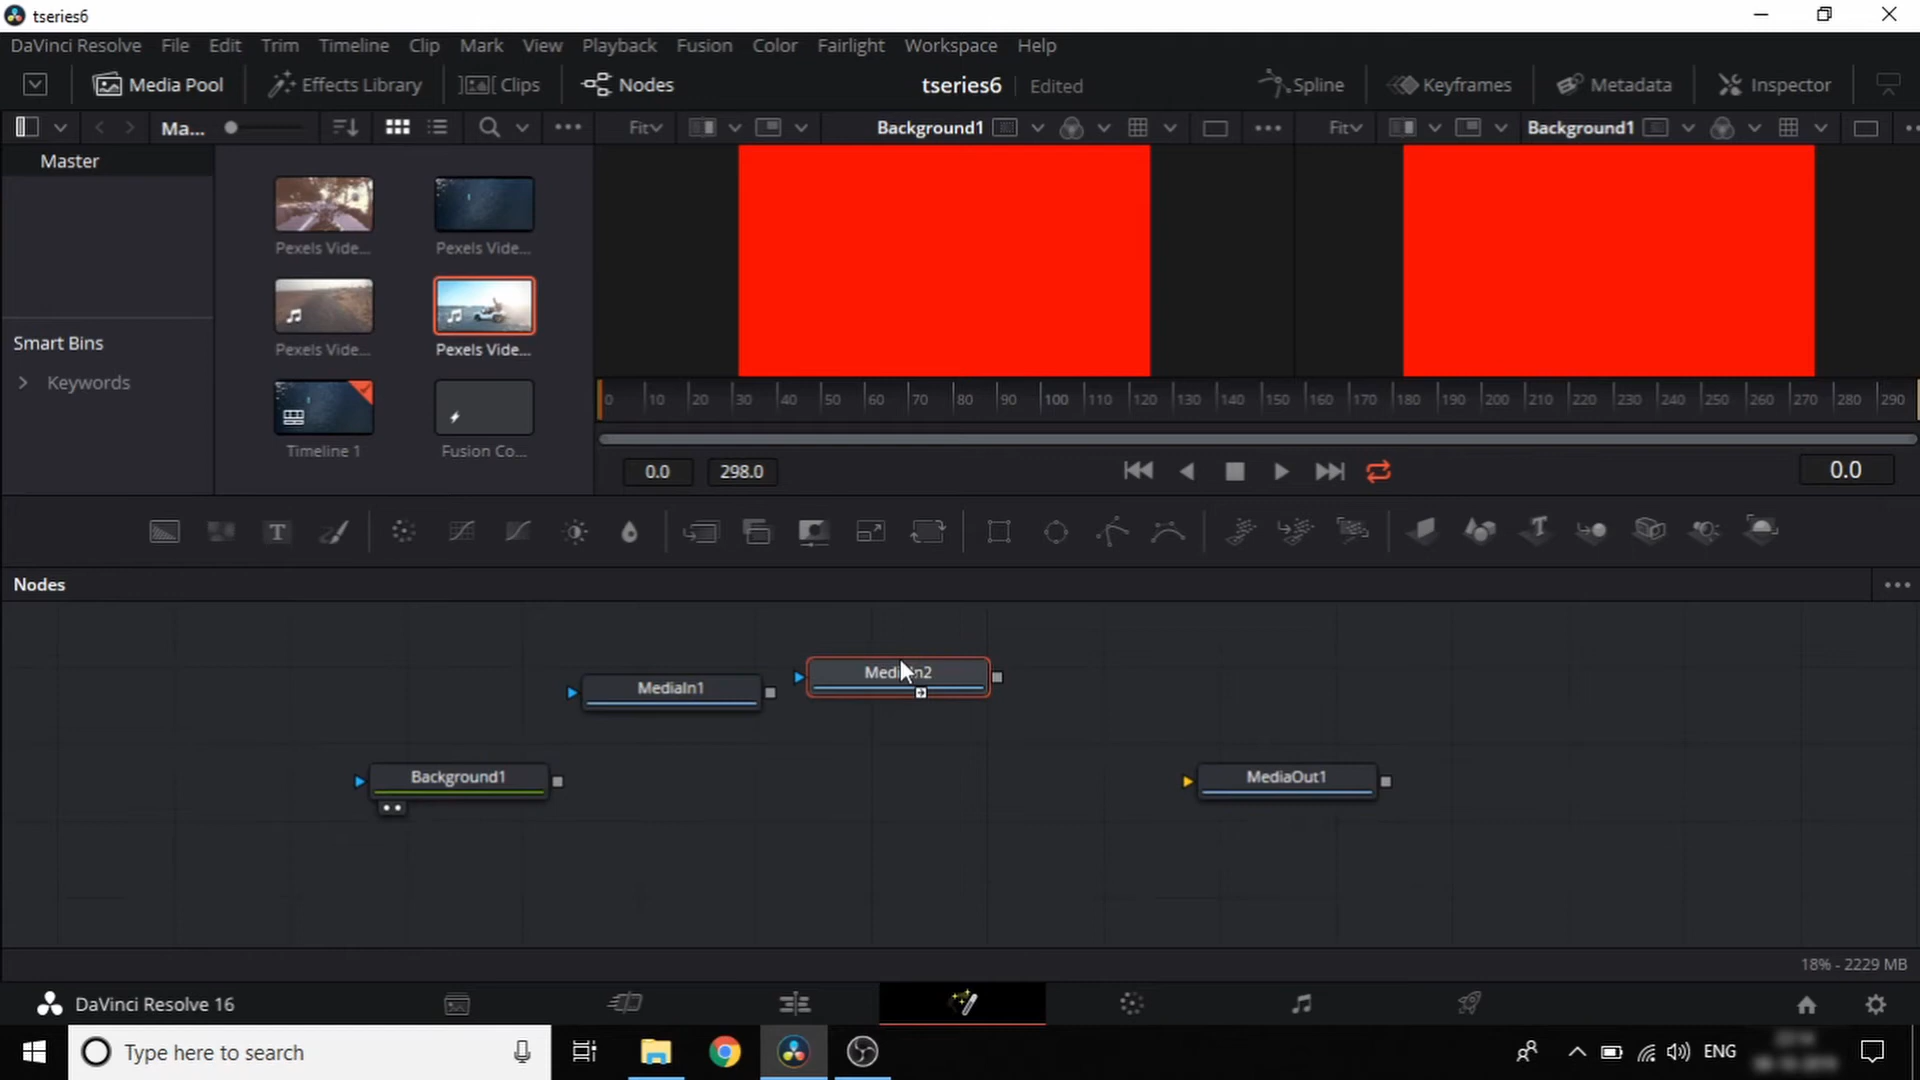 tseries6
DaVinci Resolve File Edit Trim Timeline Clip Mark View Playback Fusion Color Fairlight Workspace Help
Media Pool Effects Library Clips Nodes tseries6 Edited Spline Keyframes Metadata Inspector
Ma... Fit Background1 Fit Background1
Master
Pexels Vide... Pexels Vide...
Smart Bins
Pexels Vide... Pexels Vide...
Keywords
Timeline 1 Fusion Co...
0 10 20 30 40 50 60 70 80 90 100 110 120 130 140 150 160 170 180 190 200 210 220 230 240 250 260 270 280 290
0.0 298.0 0.0
Nodes
MediaIn1
Background1
MediaOut1
18% - 2229 MB
DaVinci Resolve 16
Type here to search
ENG